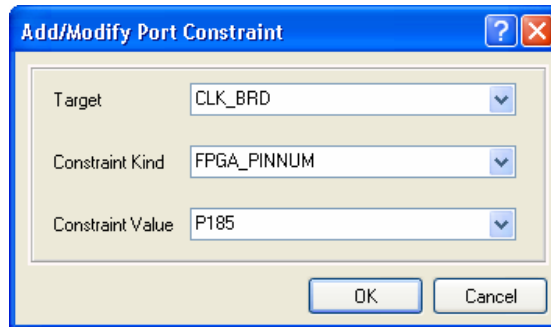 Add/Modify Port Constraint
Target CLK_BRD
Constraint Kind FPGA_PINNUM
Constraint Value P185
OK Cancel